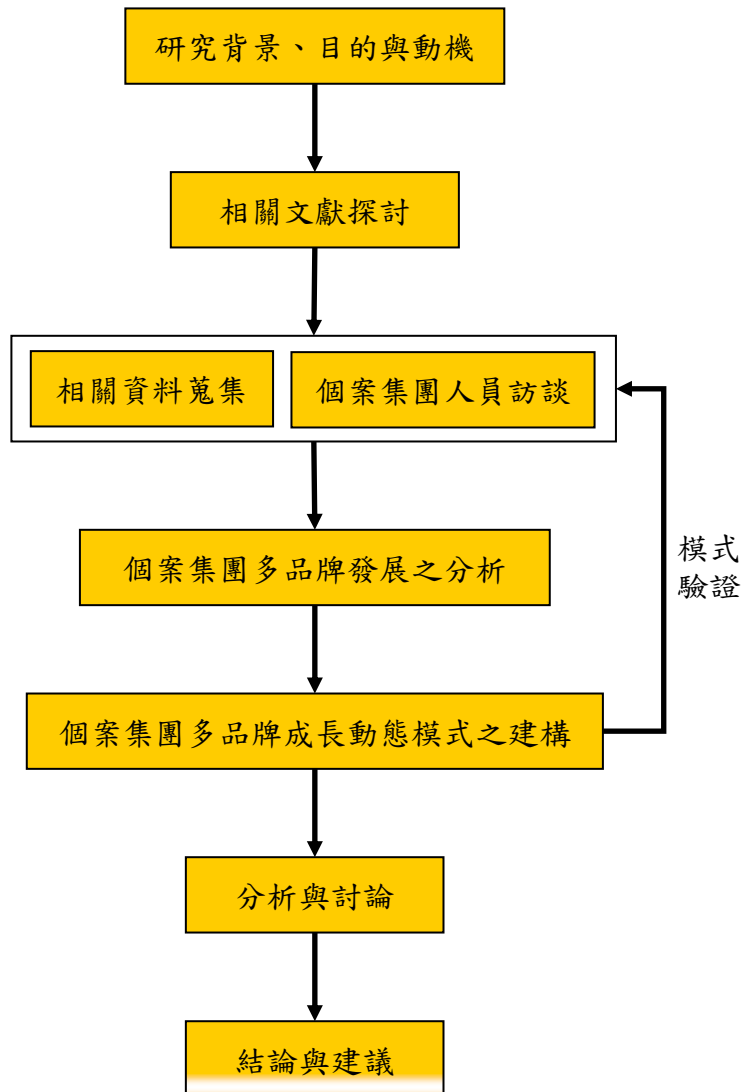 研究背景、目的與動機
相關文獻探討
相關資料蒐集
個案集團人員訪談
個案集團多品牌發展之分析
模式
驗證
個案集團多品牌成長動態模式之建構
分析與討論
結論與建議